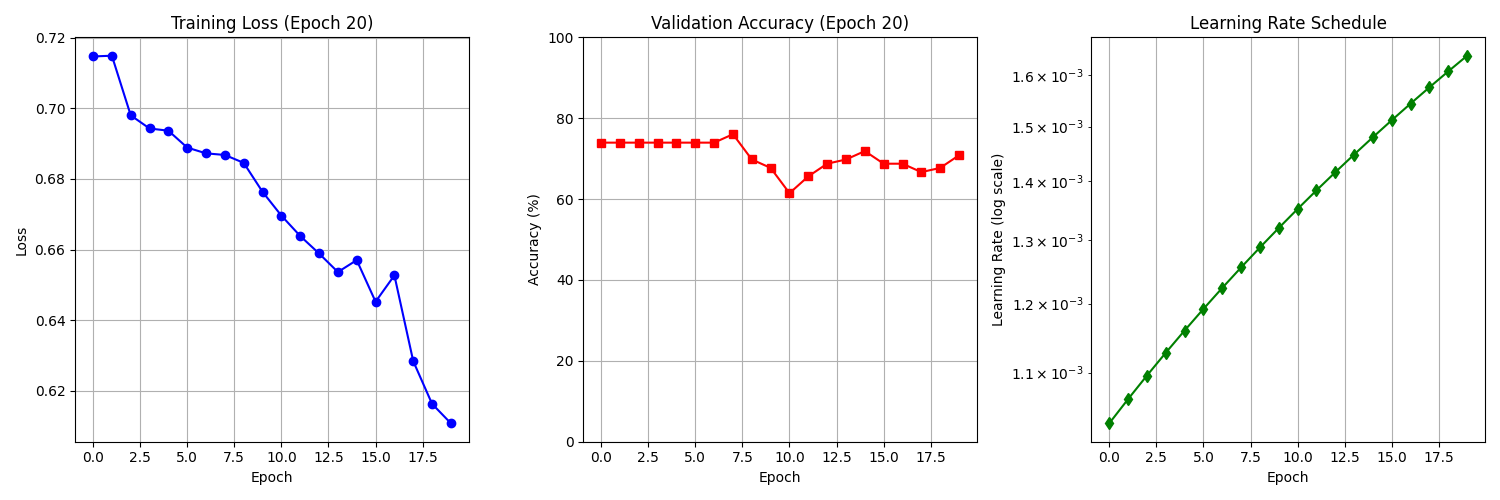 Training Loss (Epoch 20)
0.72
0.70
0.68
0.66
0.64
0.62
Loss
0.0 2.5 5.0 7.5 10.0 12.5 15.0 17.5
Epoch
Validation Accuracy (Epoch 20)
100
80
60
40
20
0
Accuracy (%)
0.0 2.5 5.0 7.5 10.0 12.5 15.0 17.5
Epoch
Learning Rate Schedule
1.6 × 10⁻³
1.5 × 10⁻³
1.4 × 10⁻³
1.3 × 10⁻³
1.2 × 10⁻³
1.1 × 10⁻³
Learning Rate (log scale)
0.0 2.5 5.0 7.5 10.0 12.5 15.0 17.5
Epoch